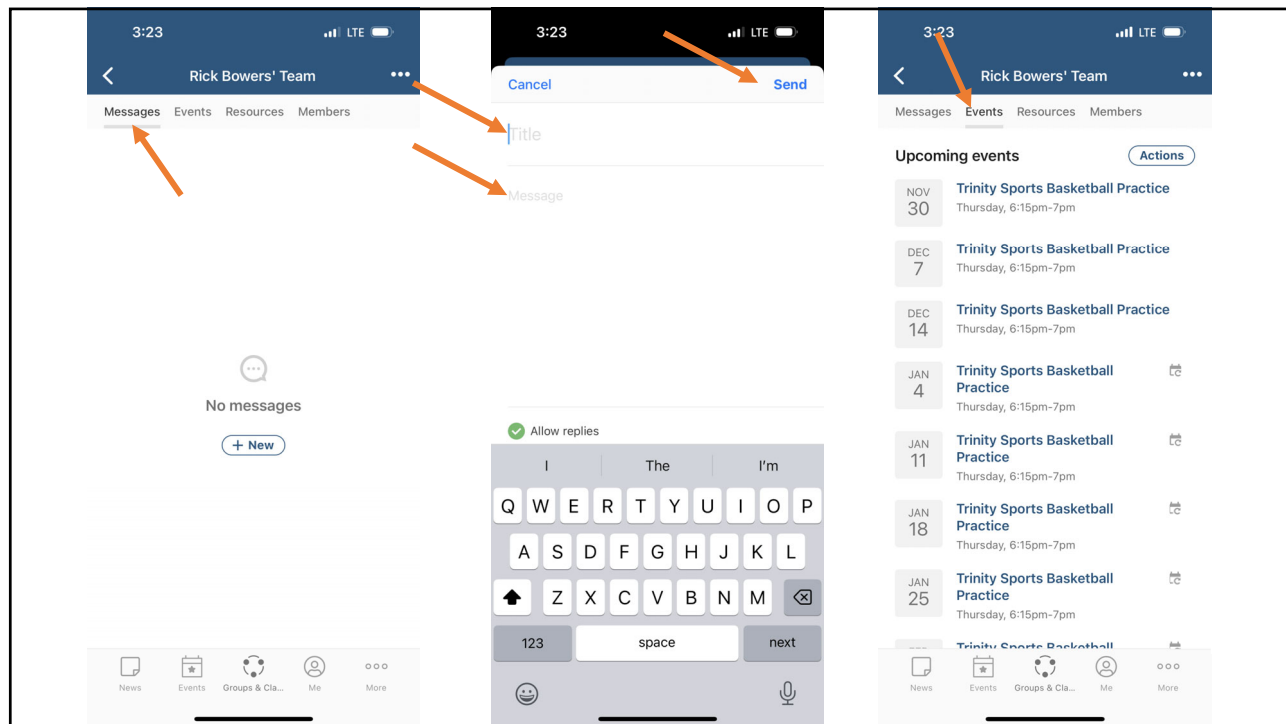 3:23
LTE
Rick Bowers' Team
Messages Events Resources Members
No messages
+ New
News Events Groups & Cla... Me More
3:23
LTE
Cancel Send
Title
Message
Allow replies
I The I'm
Q W E R T Y U I O P
A S D F G H J K L
Z X C V B N M
123 space next
3:23
LTE
Rick Bowers' Team
Messages Events Resources Members
Upcoming events Actions
NOV
30
Trinity Sports Basketball Practice
Thursday, 6:15pm-7pm
DEC
7
Trinity Sports Basketball Practice
Thursday, 6:15pm-7pm
DEC
14
Trinity Sports Basketball Practice
Thursday, 6:15pm-7pm
JAN
4
Trinity Sports Basketball
Practice
Thursday, 6:15pm-7pm
JAN
11
Trinity Sports Basketball
Practice
Thursday, 6:15pm-7pm
JAN
18
Trinity Sports Basketball
Practice
Thursday, 6:15pm-7pm
JAN
25
Trinity Sports Basketball
Practice
Thursday, 6:15pm-7pm
Trinity Sports Basketball
News Events Groups & Cla... Me More